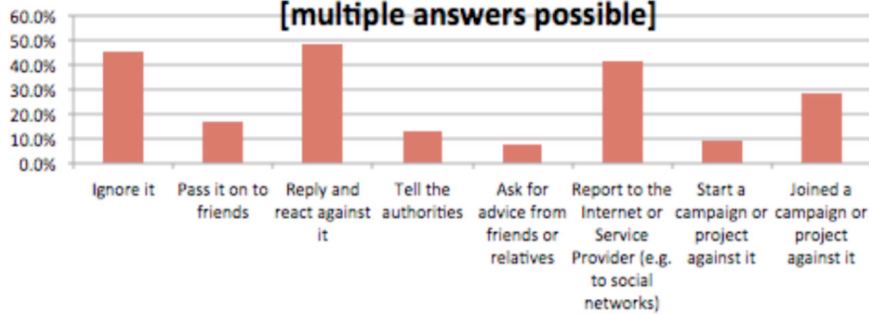 [multiple answers possible]
60.0%
50.0%
40.0%
30.0%
20.0%
10.0%
0.0%
Ignore it
Pass it on to
friends
Reply and
react against
it
Tell the
authorities
Ask for
advice from
friends or
relatives
Report to the
Internet or
Service
Provider (e.g.
to social
networks)
Start a
campaign or
project
against it
Joined a
campaign or
project
against it